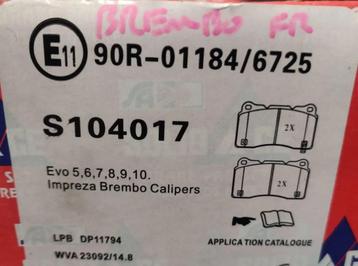 BREMBO FR
E11 90R-01184/6725
S104017
2X
Evo 5,6,7,8,9,10.
Impreza Brembo Calipers
2X
LPB DP11794
APPLICATION CATALOGUE
WVA 23092/14.8